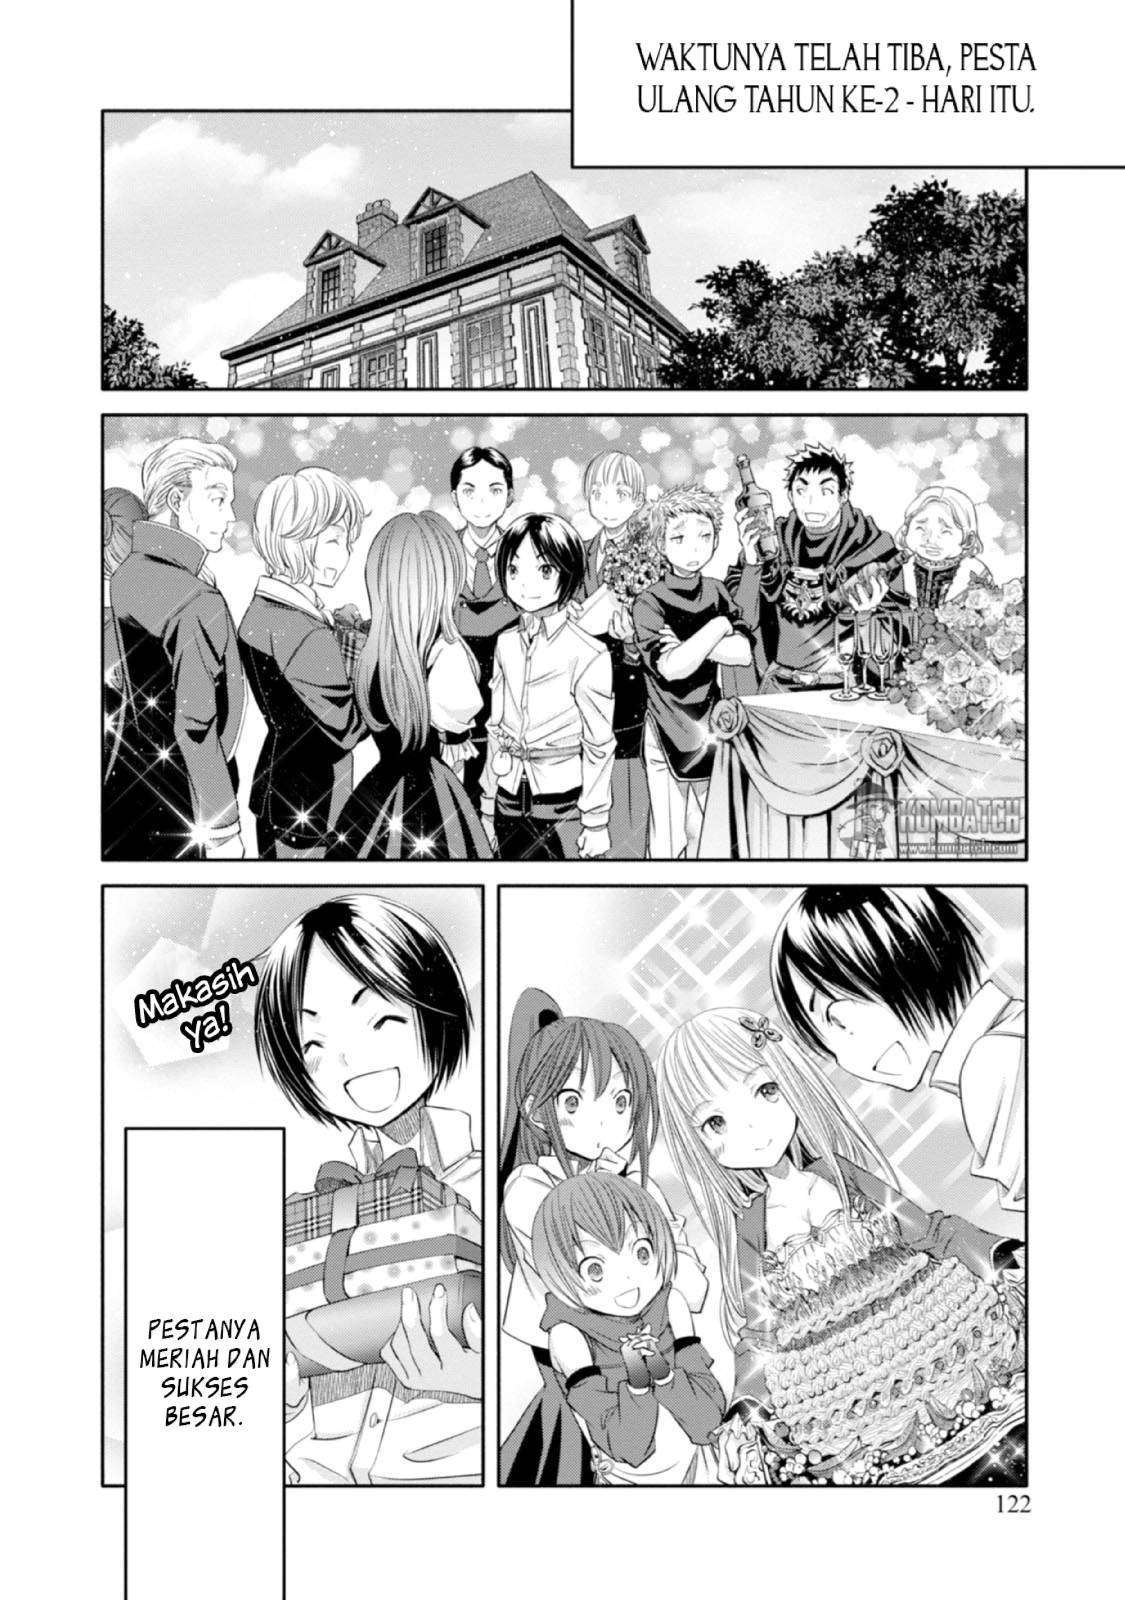 WAKTUNYA TELAH TIBA, PESTA
ULANG TAHUN KE-2 - HARI ITU.
KOMBATCH
www.kombatch.com
Makasih
Ya!
PESTANYA
MERIAH DAN
SUKSES
BESAR.
122